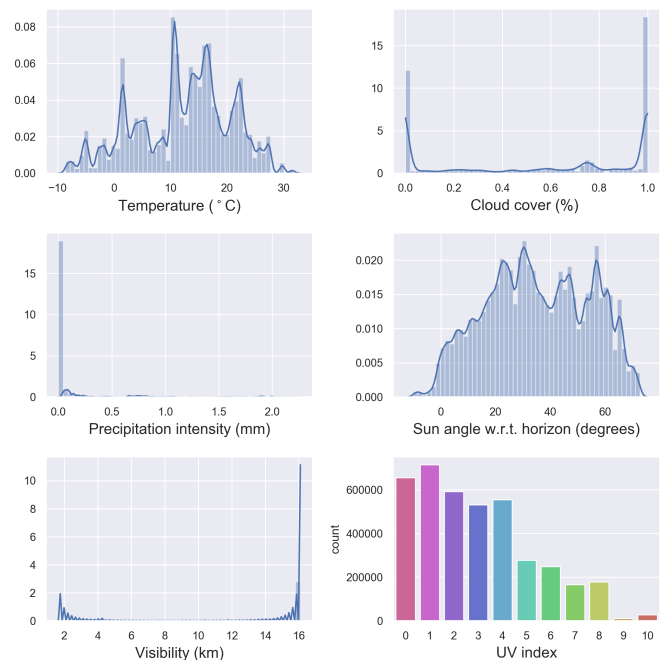 0.08
0.06
0.04
0.02
0.00
−10 0 10 20 30
Temperature (°C)
15
10
5
0
0.0 0.2 0.4 0.6 0.8 1.0
Cloud cover (%)
15
10
5
0
0.0 0.5 1.0 1.5 2.0
Precipitation intensity (mm)
0.020
0.015
0.010
0.005
0.000
0 20 40 60
Sun angle w.r.t. horizon (degrees)
10
8
6
4
2
0
2 4 6 8 10 12 14 16
Visibility (km)
600000
400000
200000
0
count
0 1 2 3 4 5 6 7 8 9 10
UV index